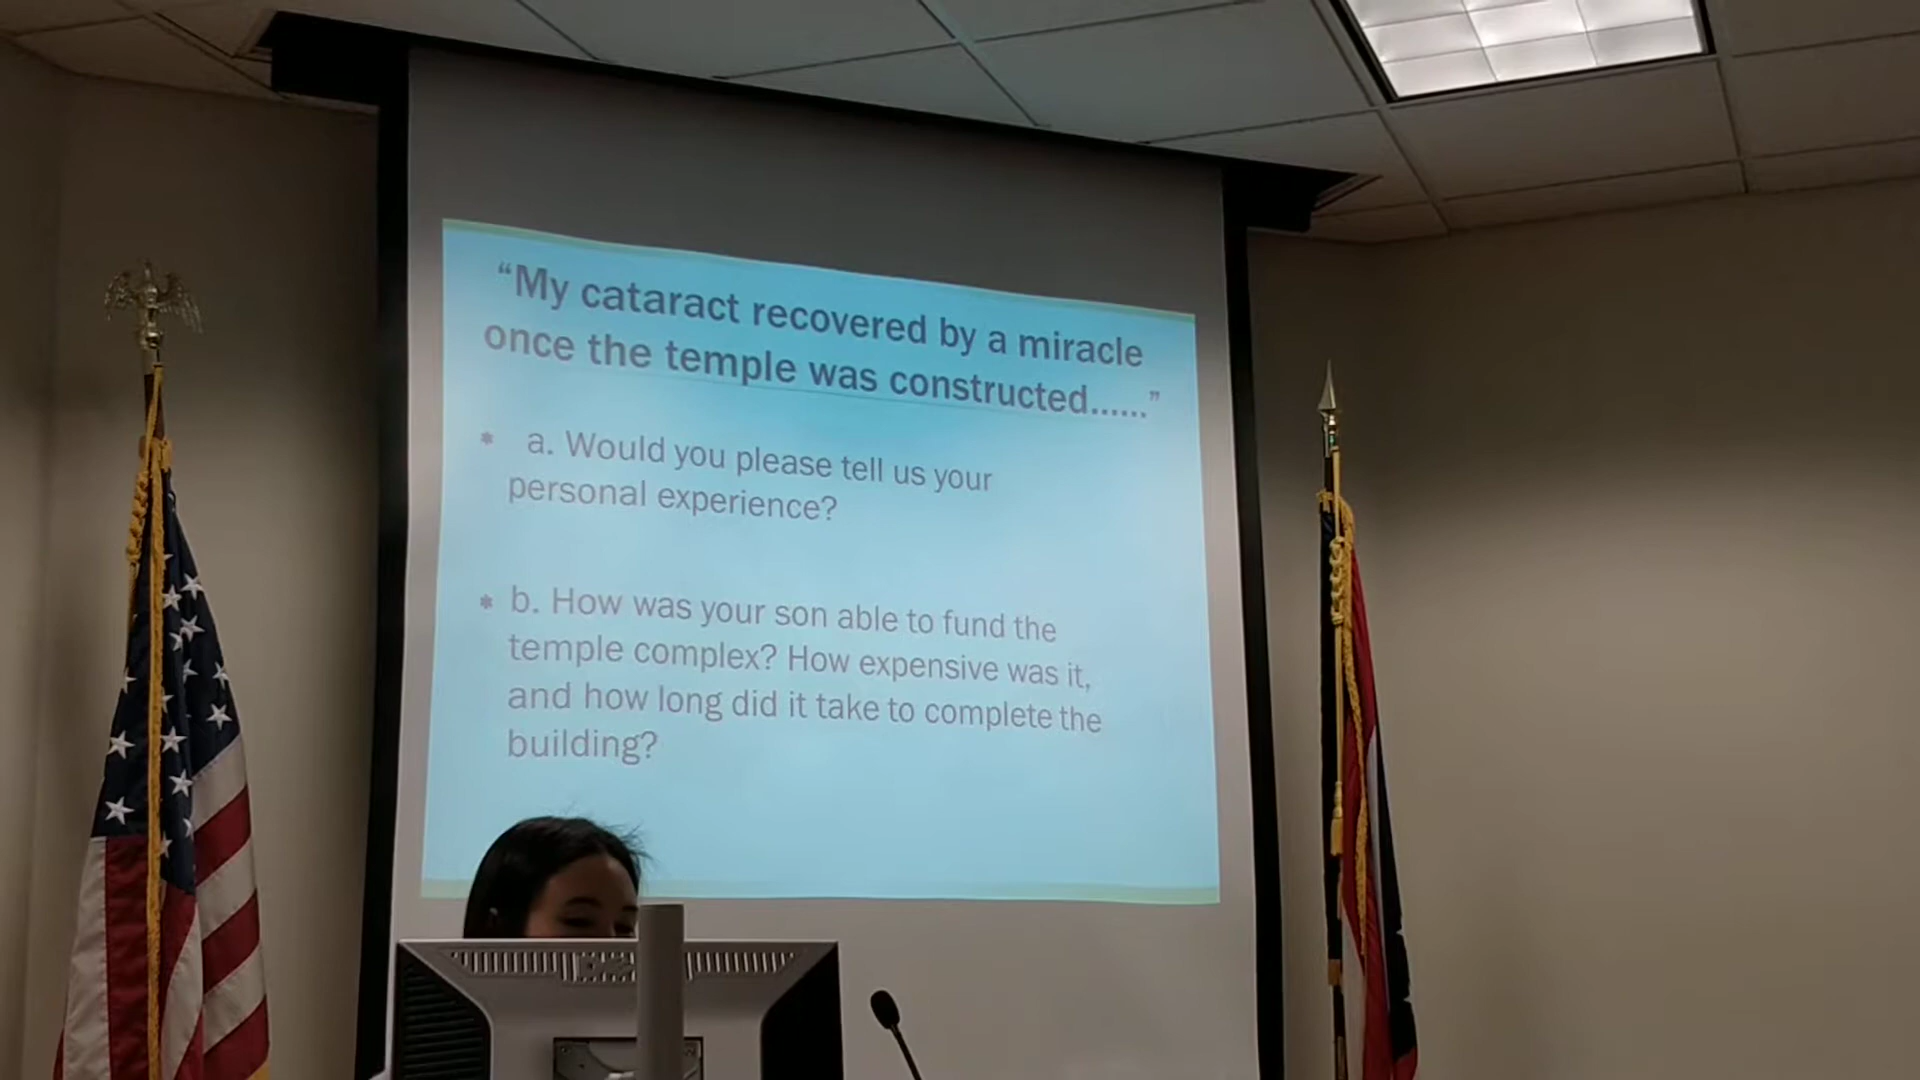 “My cataract recovered by a miracle
once the temple was constructed......”
* a. Would you please tell us your
personal experience?
* b. How was your son able to fund the
temple complex? How expensive was it,
and how long did it take to complete the
building?